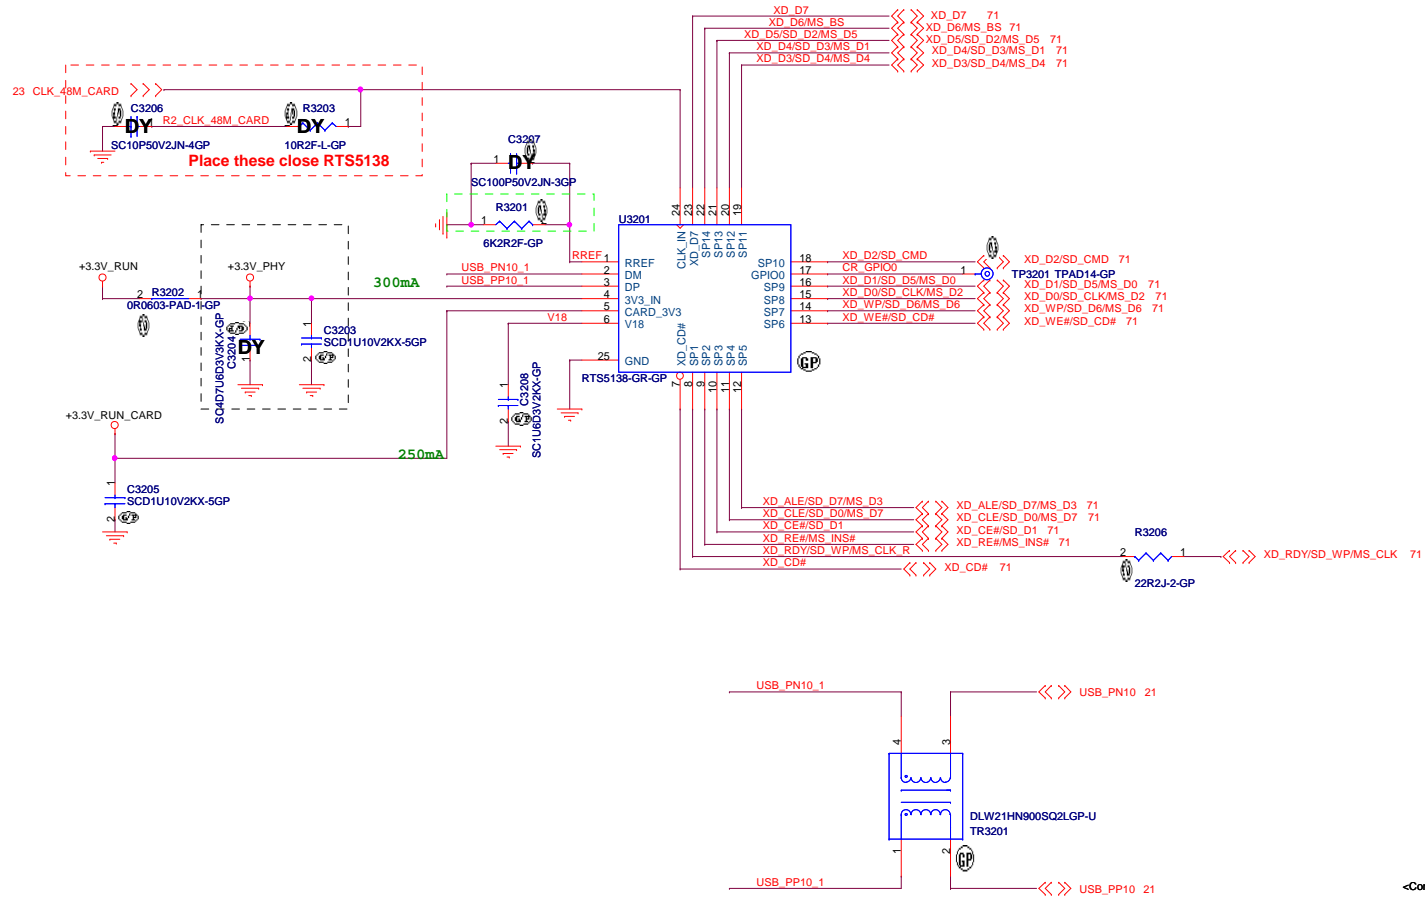 XD_D7
XD_D7 71
XD_D6/MS_BS
XD_D6/MS_BS 71
XD_D5/SD_D2/MS_D5
XD_D5/SD_D2/MS_D5 71
XD_D4/SD_D3/MS_D1
XD_D4/SD_D3/MS_D1 71
XD_D3/SD_D4/MS_D4
XD_D3/SD_D4/MS_D4 71
23 CLK_48M_CARD
C3206
R3203
2 DY 1 R2_CLK_48M_CARD 2 DY 1
SC10P50V2JN-4GP
10R2F-L-GP
Place these close RTS5138
C3207
1 DY
SC100P50V2JN-3GP
R3201
1 2
6K2R2F-GP
U3201
24 23 22 21 20 19
CLK_IN XD_D7 SP14 SP13 SP12 SP11
RREF 1 RREF
USB_PN10_1 2 DM
USB_PP10_1 3 DP
300mA 4 3V3_IN
5 CARD_3V3
V18 6 V18
25 GND
SP10 18 XD_D2/SD_CMD
XD_D2/SD_CMD 71
GPIO0 17 CR_GPIO0 1
TP3201 TPAD14-GP
SP9 16 XD_D1/SD_D5/MS_D0
XD_D1/SD_D5/MS_D0 71
SP8 15 XD_D0/SD_CLK/MS_D2
XD_D0/SD_CLK/MS_D2 71
SP7 14 XD_WP/SD_D6/MS_D6
XD_WP/SD_D6/MS_D6 71
SP6 13 XD_WE#/SD_CD#
XD_WE#/SD_CD# 71
XD_CD# SP1 SP2 SP3 SP4 SP5
7 8 9 10 11 12
RTS5138-GR-GP
GP
+3.3V_RUN
+3.3V_PHY
2 R3202 1
0R0603-PAD-1-GP
SC4D7U6D3V3KX-GP
C3204
1 DY
1 C3203
SCD1U10V2KX-5GP
2 G/P
C3208
SC1U6D3V2KX-GP
1
2 G/P
+3.3V_RUN_CARD
250mA
1 C3205
SCD1U10V2KX-5GP
2 G/P
XD_ALE/SD_D7/MS_D3
XD_ALE/SD_D7/MS_D3 71
XD_CLE/SD_D0/MS_D7
XD_CLE/SD_D0/MS_D7 71
XD_CE#/SD_D1
XD_CE#/SD_D1 71
XD_RE#/MS_INS#
XD_RE#/MS_INS# 71
XD_RDY/SD_WP/MS_CLK_R
R3206
2 1
XD_RDY/SD_WP/MS_CLK 71
22R2J-2-GP
XD_CD#
XD_CD# 71
USB_PN10_1
USB_PN10 21
4 3
DLW21HN900SQ2LGP-U
TR3201
1 2
GP
USB_PP10_1
USB_PP10 21